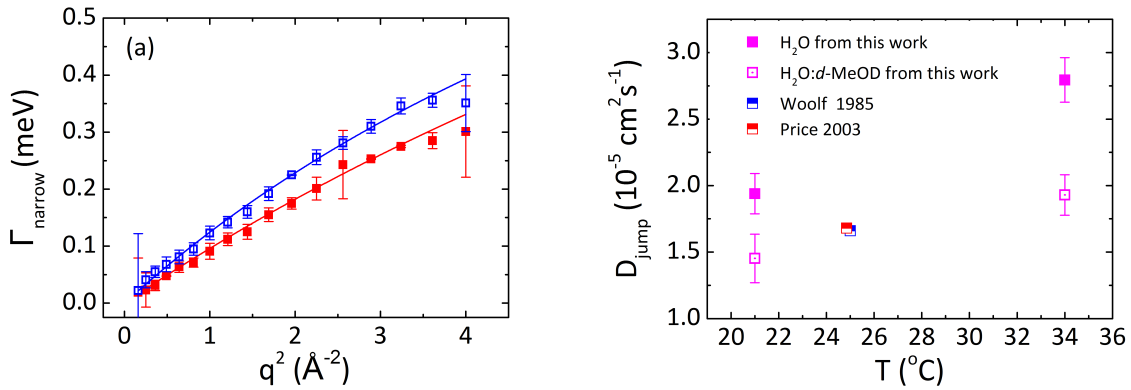 (a)
Γnarrow (meV)
0.5
0.4
0.3
0.2
0.1
0.0
0 1 2 3 4
q² (Å⁻²)
H₂O from this work
H₂O:d-MeOD from this work
Woolf 1985
Price 2003
Djump (10⁻⁵ cm²s⁻¹)
3.0
2.5
2.0
1.5
1.0
20 22 24 26 28 30 32 34 36
T (°C)